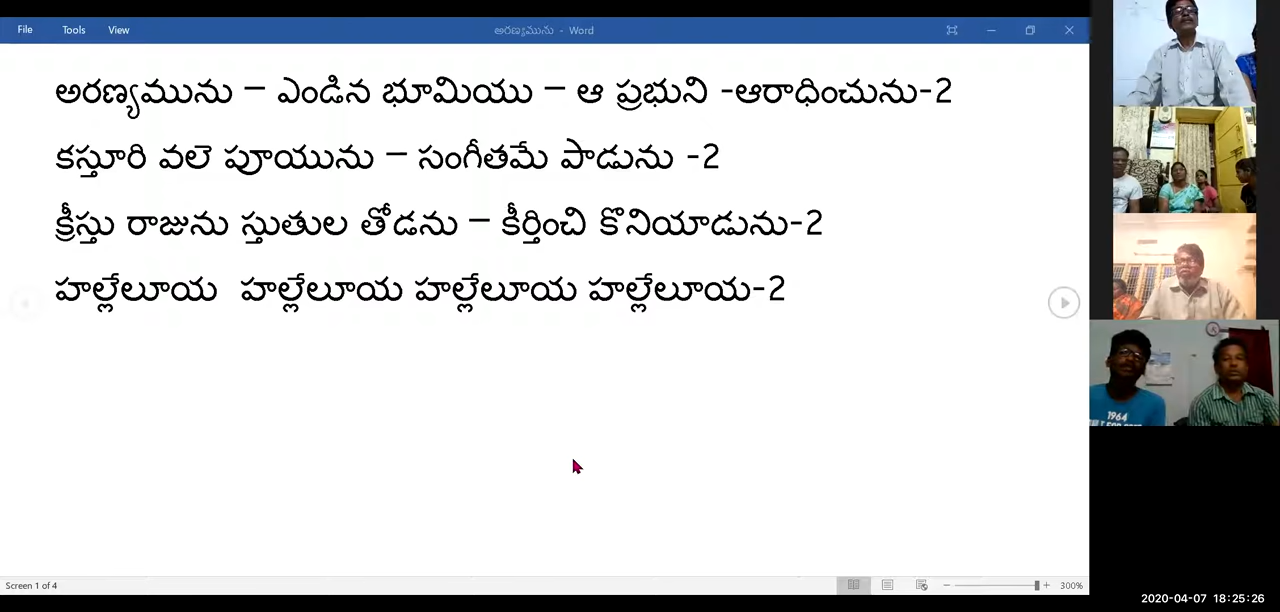 File Tools View అరణ్యమును - Word
అరణ్యమును – ఎండిన భూమియు – ఆ ప్రభుని -ఆరాధించును-2
కస్తూరి వలె పూయును – సంగీతమే పాడును -2
క్రీస్తు రాజును స్తుతుల తోడను – కీర్తించి కొనియాడును-2
హల్లేలూయ హల్లేలూయ హల్లేలూయ హల్లేలూయ-2
1964
Screen 1 of 4 300%
2020-04-07 18:25:26